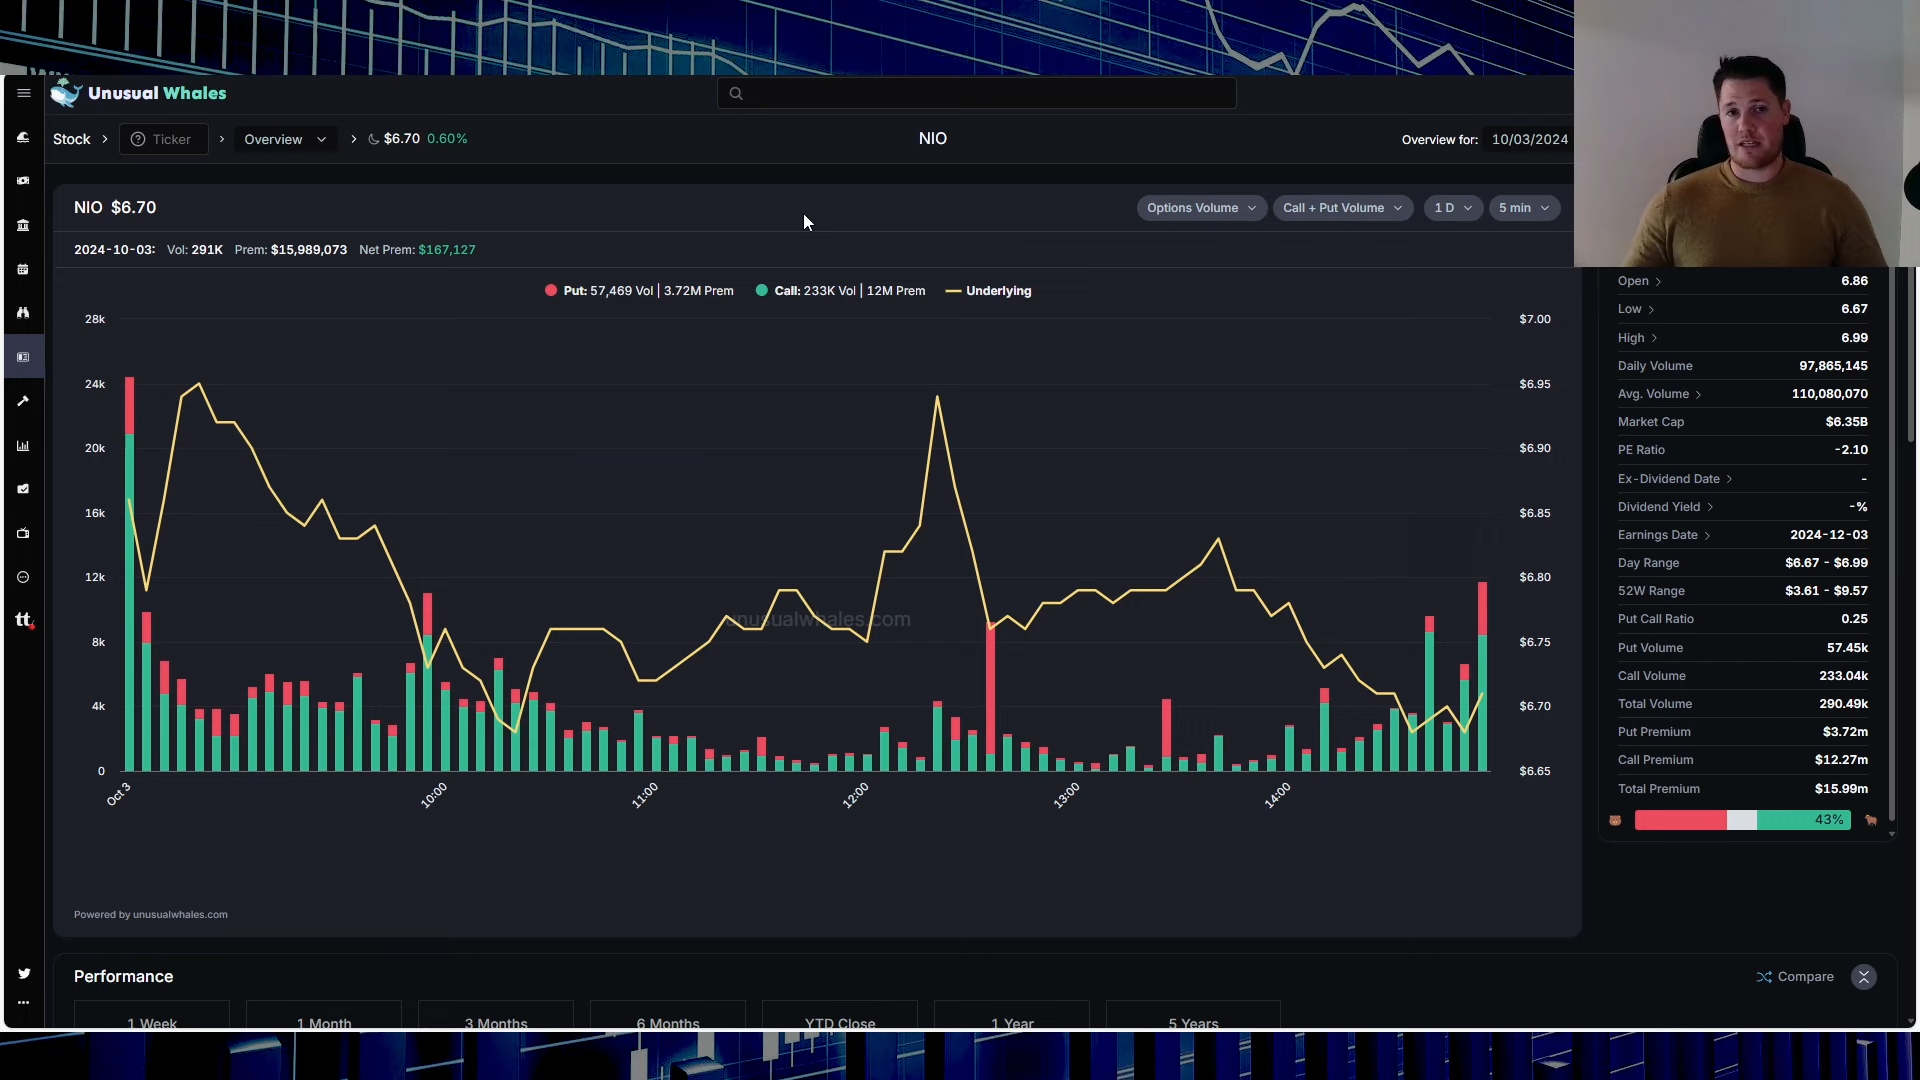 Unusual Whales
Stock > Ticker > Overview > $6.70 0.60%
NIO
Overview for: 10/03/2024
NIO $6.70
Options Volume
Call + Put Volume
1 D
5 min
2024-10-03: Vol: 291K Prem: $15,989,073 Net Prem: $167,127
Put: 57,469 Vol | 3.72M Prem
Call: 233K Vol | 12M Prem
Underlying
28k
24k
20k
16k
12k
8k
4k
0
$7.00
$6.95
$6.90
$6.85
$6.80
$6.75
$6.70
$6.65
unusualwhales.com
Oct 3
10:00
11:00
12:00
13:00
14:00
Powered by unusualwhales.com
Open > 6.86
Low > 6.67
High > 6.99
Daily Volume 97,865,145
Avg. Volume > 110,080,070
Market Cap $6.35B
PE Ratio -2.10
Ex-Dividend Date > -
Dividend Yield > -%
Earnings Date > 2024-12-03
Day Range $6.67 - $6.99
52W Range $3.61 - $9.57
Put Call Ratio 0.25
Put Volume 57.45k
Call Volume 233.04k
Total Volume 290.49k
Put Premium $3.72m
Call Premium $12.27m
Total Premium $15.99m
43%
tt
Performance
Compare
1 Week
1 Month
3 Months
6 Months
YTD Close
1 Year
5 Years